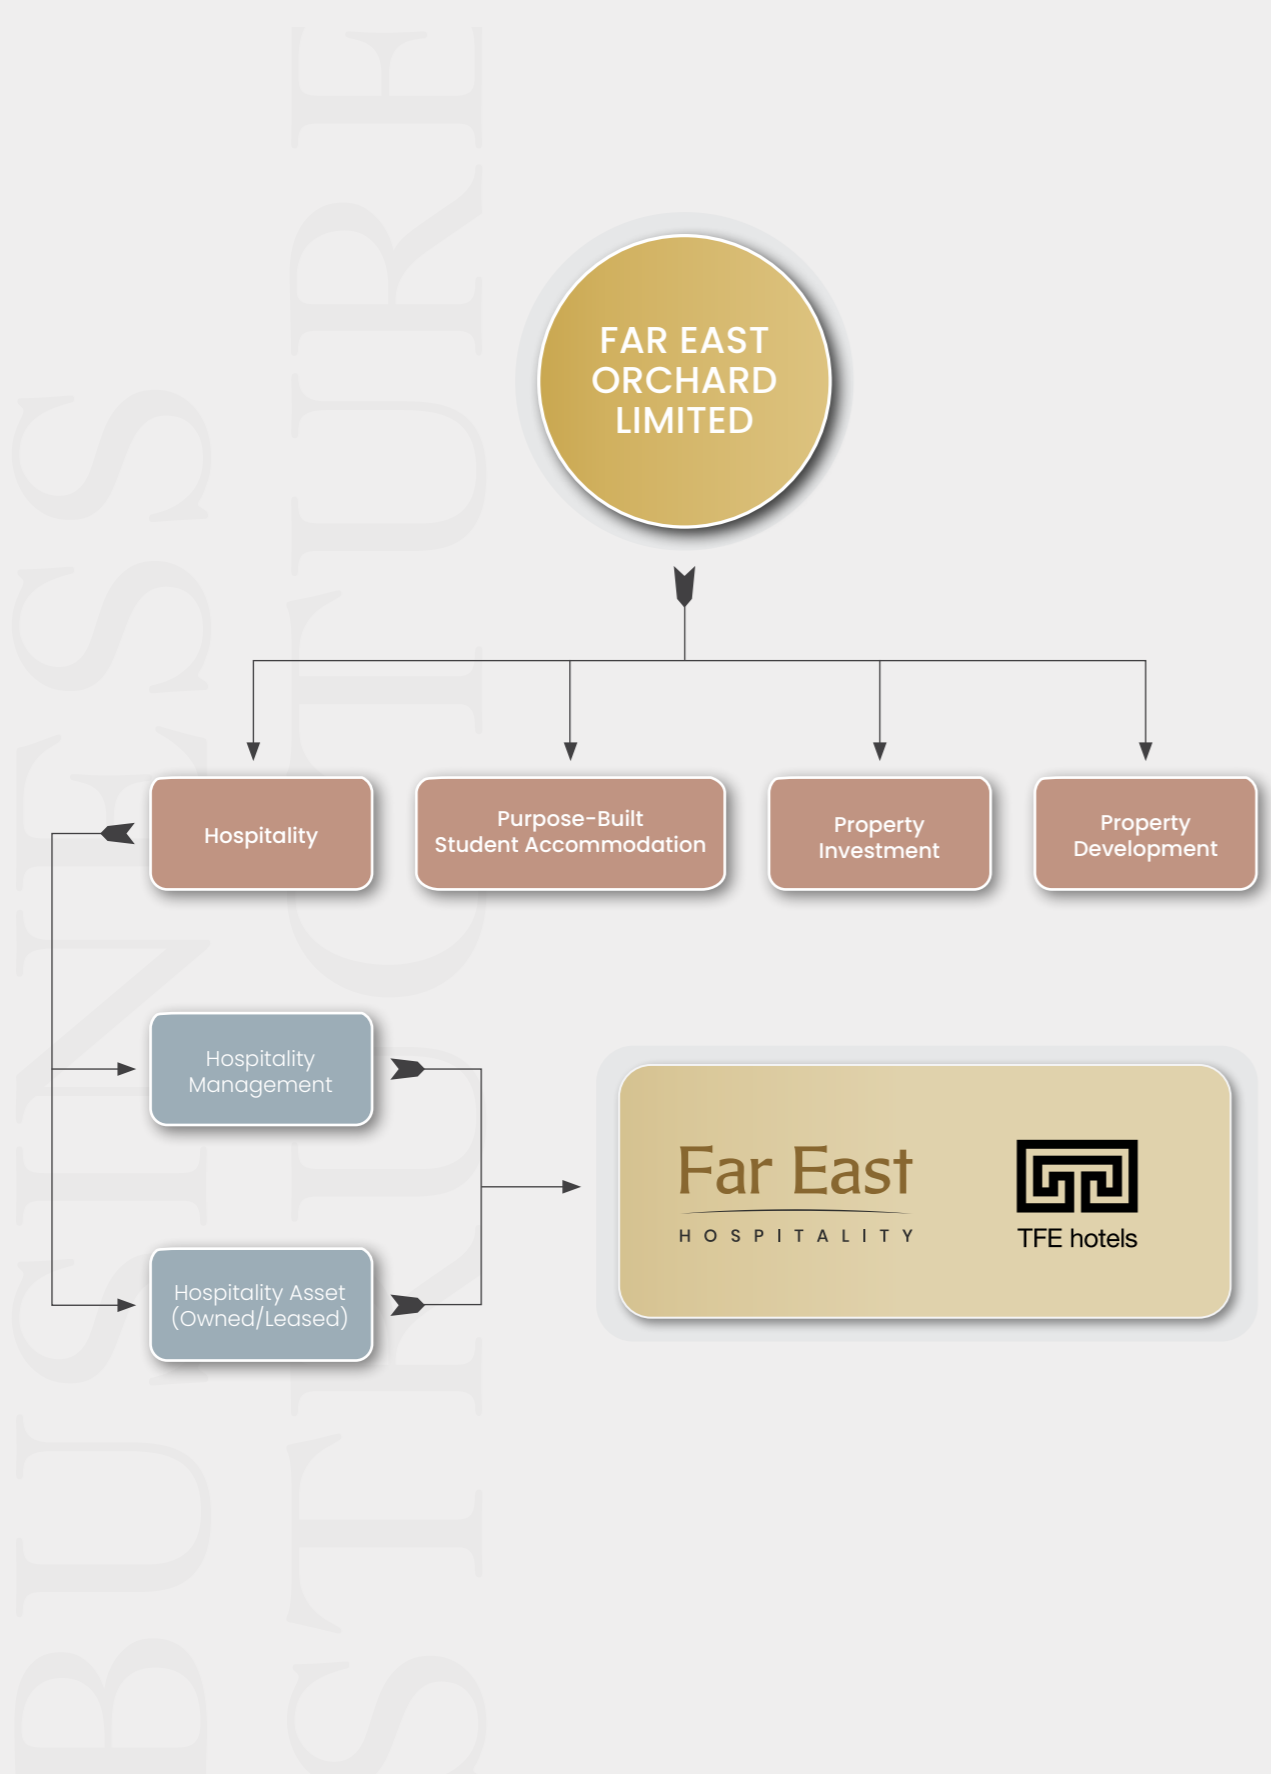 BUSINESS
STRUCTURE
FAR EAST
ORCHARD
LIMITED
Hospitality
Purpose-Built
Student Accommodation
Property
Investment
Property
Development
Hospitality
Management
Hospitality Asset
(Owned/Leased)
Far East
HOSPITALITY
TFE hotels